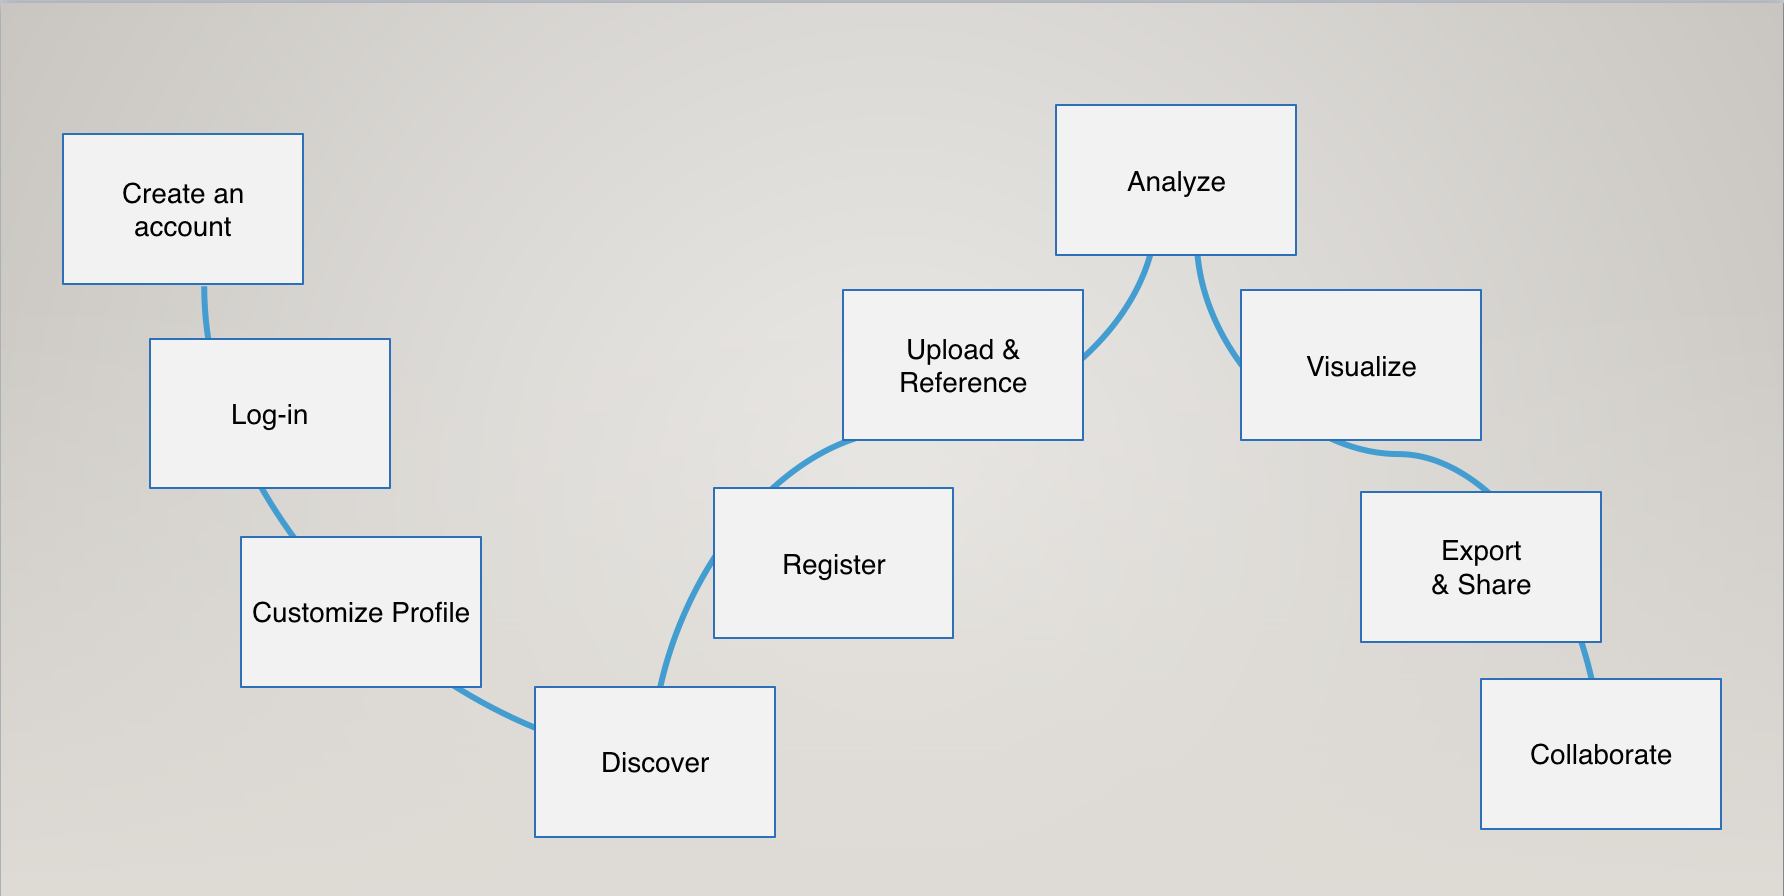 Create an
account
Log-in
Customize Profile
Discover
Register
Upload &
Reference
Analyze
Visualize
Export
& Share
Collaborate